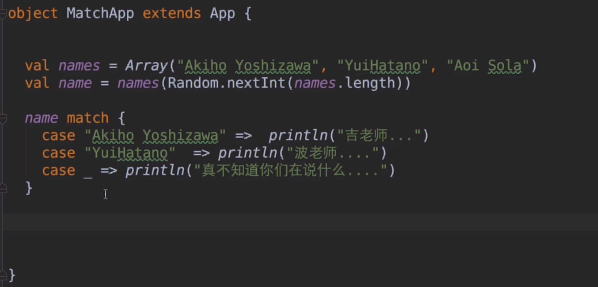 object MatchApp extends App {
val names = Array("Akiho Yoshizawa", "YuiHatano", "Aoi Sola")
val name = names(Random.nextInt(names.length))
name match {
case "Akiho Yoshizawa" => println("吉老师...")
case "YuiHatano" => println("波老师....")
case _ => println("真不知道你们在说什么....")
}
}